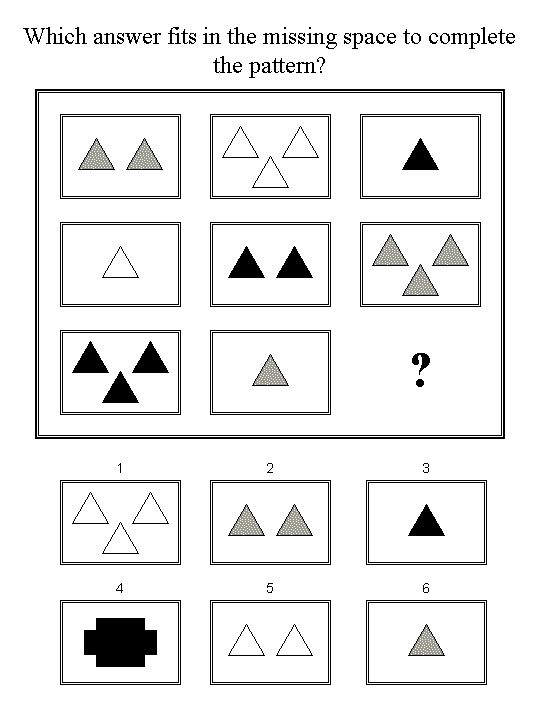 Which answer fits in the missing space to complete
the pattern?
?
1 2 3
4 5 6